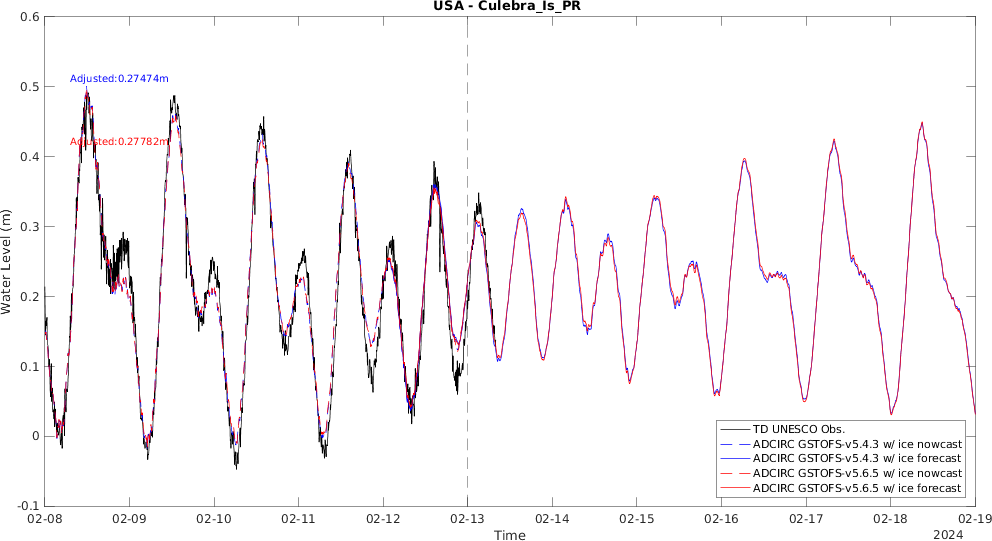 USA - Culebra_Is_PR
0.6
0.5
0.4
0.3
0.2
0.1
0
-0.1
Water Level (m)
Adjusted:0.27474m
Adjusted:0.27782m
TD UNESCO Obs.
ADCIRC GSTOFS-v5.4.3 w/ ice nowcast
ADCIRC GSTOFS-v5.4.3 w/ ice forecast
ADCIRC GSTOFS-v5.6.5 w/ ice nowcast
ADCIRC GSTOFS-v5.6.5 w/ ice forecast
02-08 02-09 02-10 02-11 02-12 02-13 02-14 02-15 02-16 02-17 02-18 02-19
Time
2024